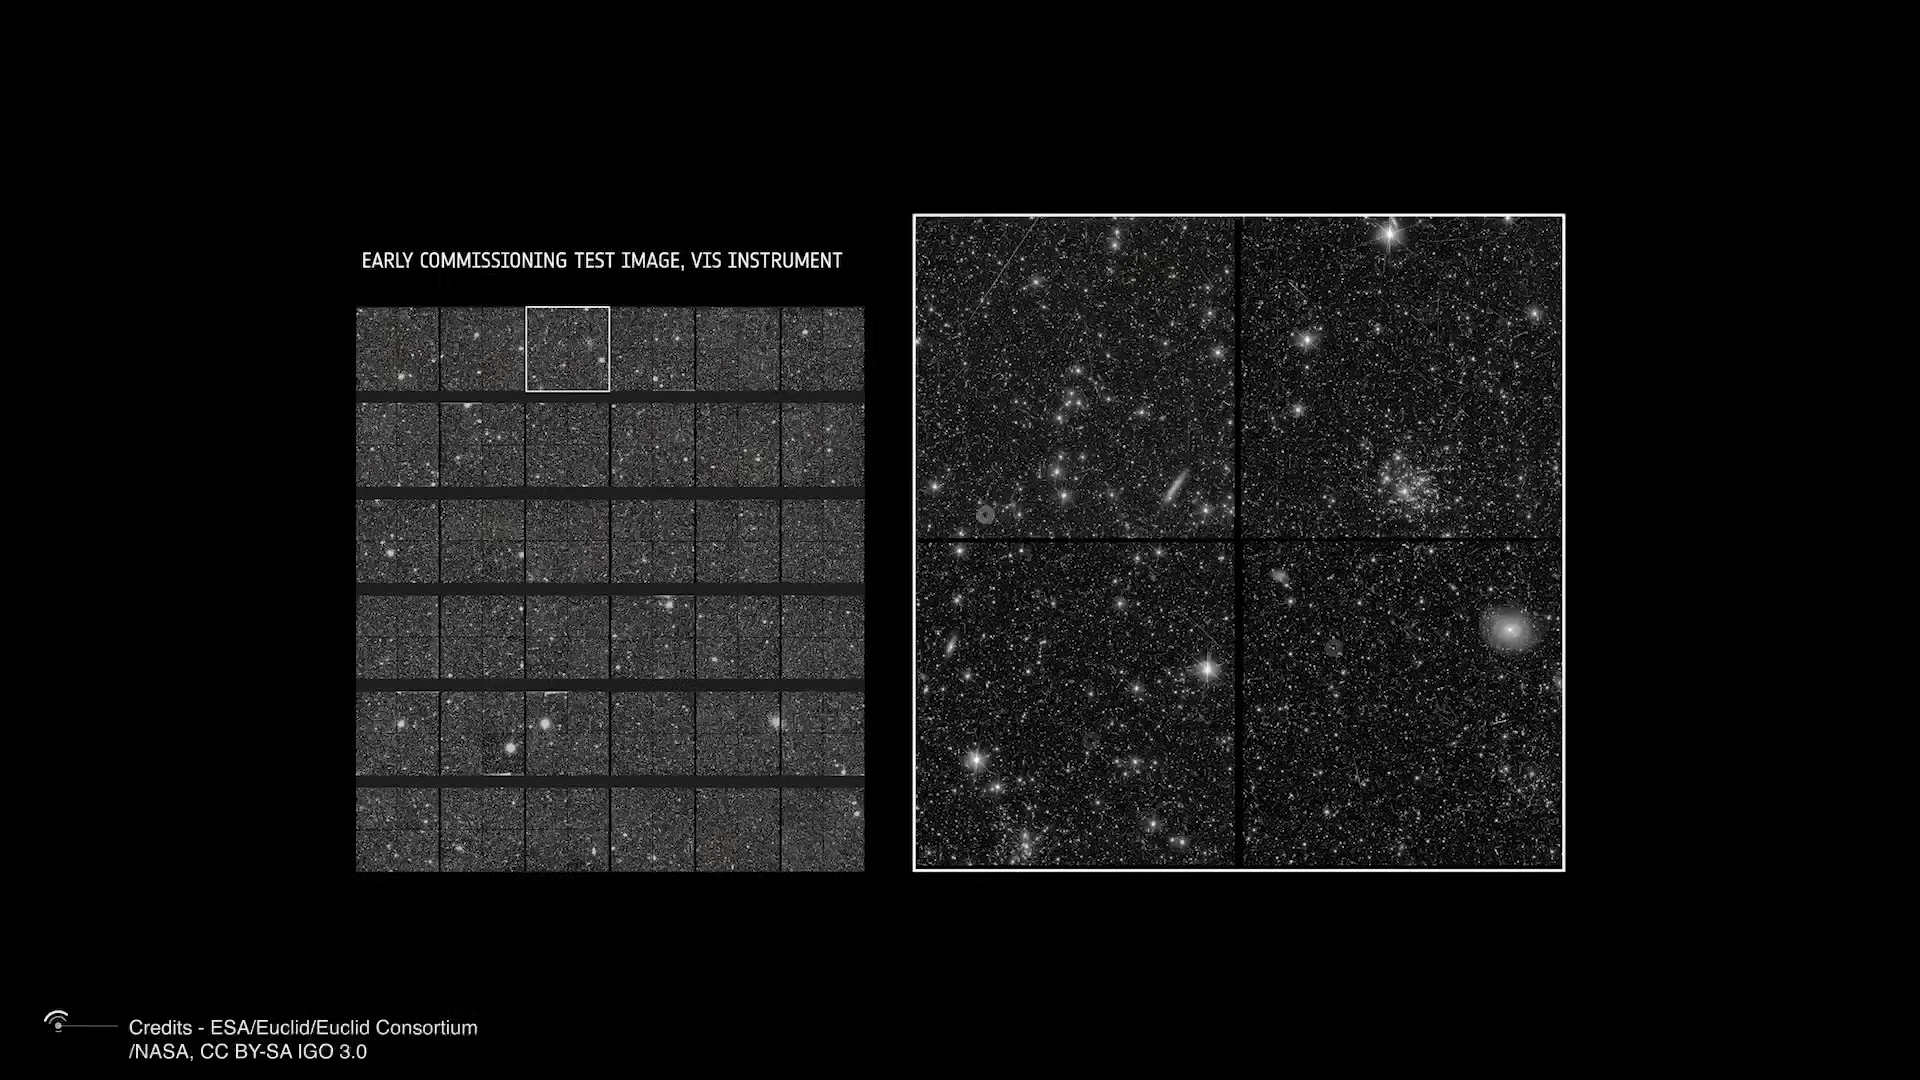 EARLY COMMISSIONING TEST IMAGE, VIS INSTRUMENT
Credits - ESA/Euclid/Euclid Consortium
/NASA, CC BY-SA IGO 3.0